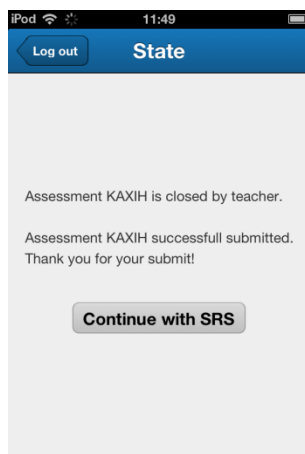 iPod 11:49
Log out State
Assessment KAXIH is closed by teacher.
Assessment KAXIH successfull submitted.
Thank you for your submit!
Continue with SRS